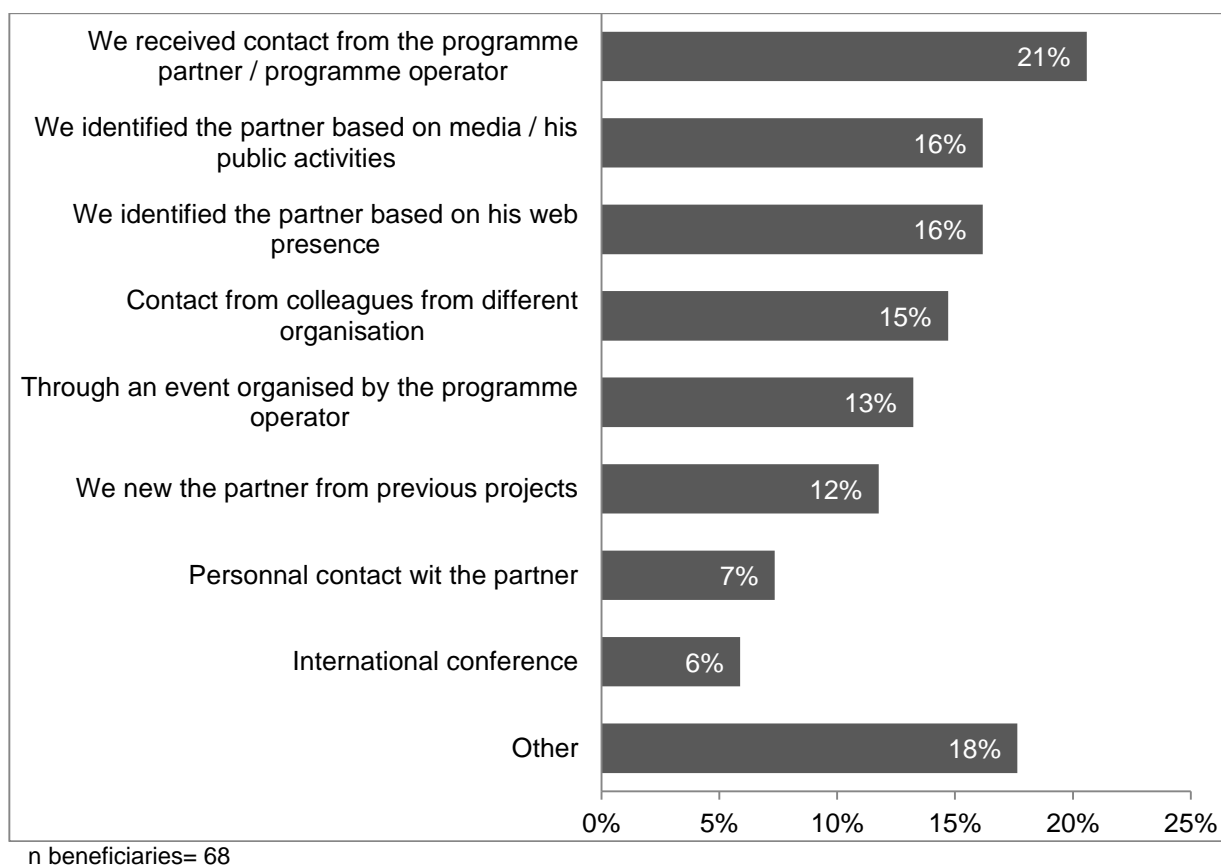 We received contact from the programme
partner / programme operator
21%
We identified the partner based on media / his
public activities
16%
We identified the partner based on his web
presence
16%
Contact from colleagues from different
organisation
15%
Through an event organised by the programme
operator
13%
We new the partner from previous projects
12%
Personnal contact wit the partner
7%
International conference
6%
Other
18%
0% 5% 10% 15% 20% 25%
n beneficiaries= 68